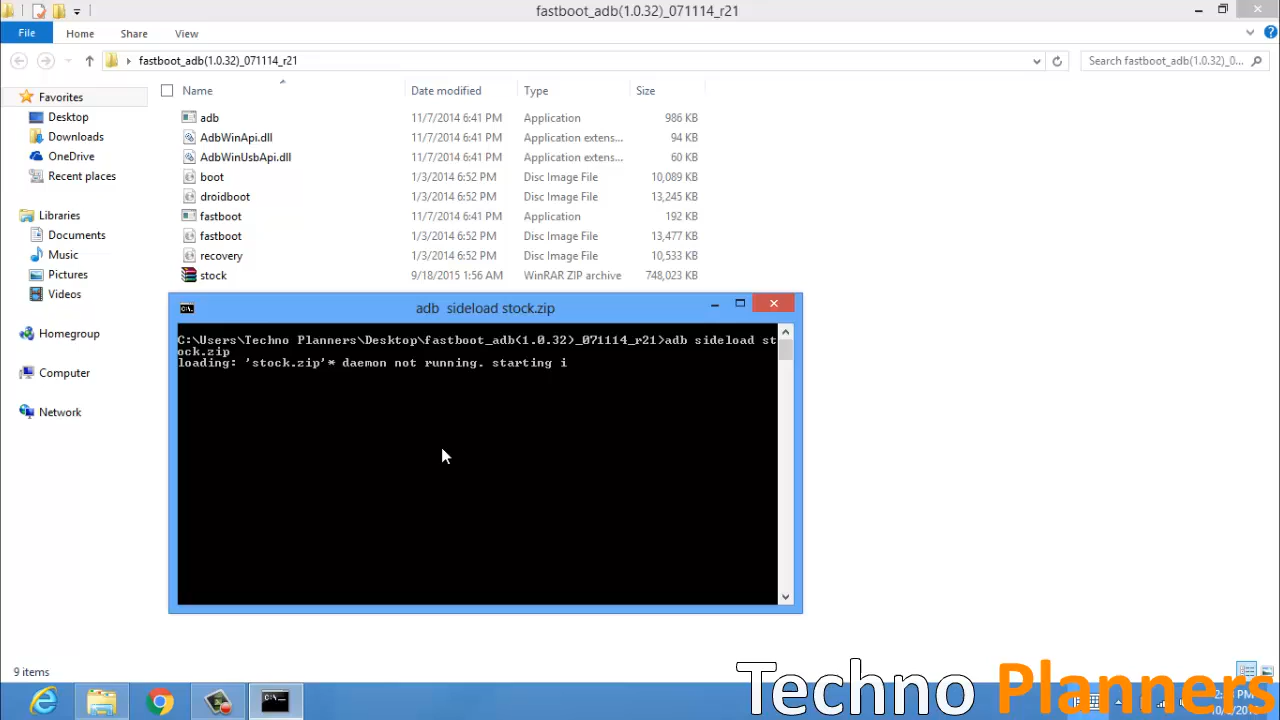 fastboot_adb(1.0.32)_071114_r21
File Home Share View
fastboot_adb(1.0.32)_071114_r21
Search fastboot_adb(1.0.32)_0...
Name Date modified Type Size
Favorites
Desktop
Downloads
OneDrive
Recent places
Libraries
Documents
Music
Pictures
Videos
Homegroup
Computer
Network
adb 11/7/2014 6:41 PM Application 986 KB
AdbWinApi.dll 11/7/2014 6:41 PM Application extens... 94 KB
AdbWinUsbApi.dll 11/7/2014 6:41 PM Application extens... 60 KB
boot 1/3/2014 6:52 PM Disc Image File 10,089 KB
droidboot 1/3/2014 6:52 PM Disc Image File 13,245 KB
fastboot 11/7/2014 6:41 PM Application 192 KB
fastboot 1/3/2014 6:52 PM Disc Image File 13,477 KB
recovery 1/3/2014 6:52 PM Disc Image File 10,533 KB
stock 9/18/2015 1:56 AM WinRAR ZIP archive 748,023 KB
adb  sideload stock.zip
C:\Users\Techno Planners\Desktop\fastboot_adb(1.0.32)_071114_r21>adb sideload st
ock.zip
loading: 'stock.zip'* daemon not running. starting i
9 items
Techno Planners